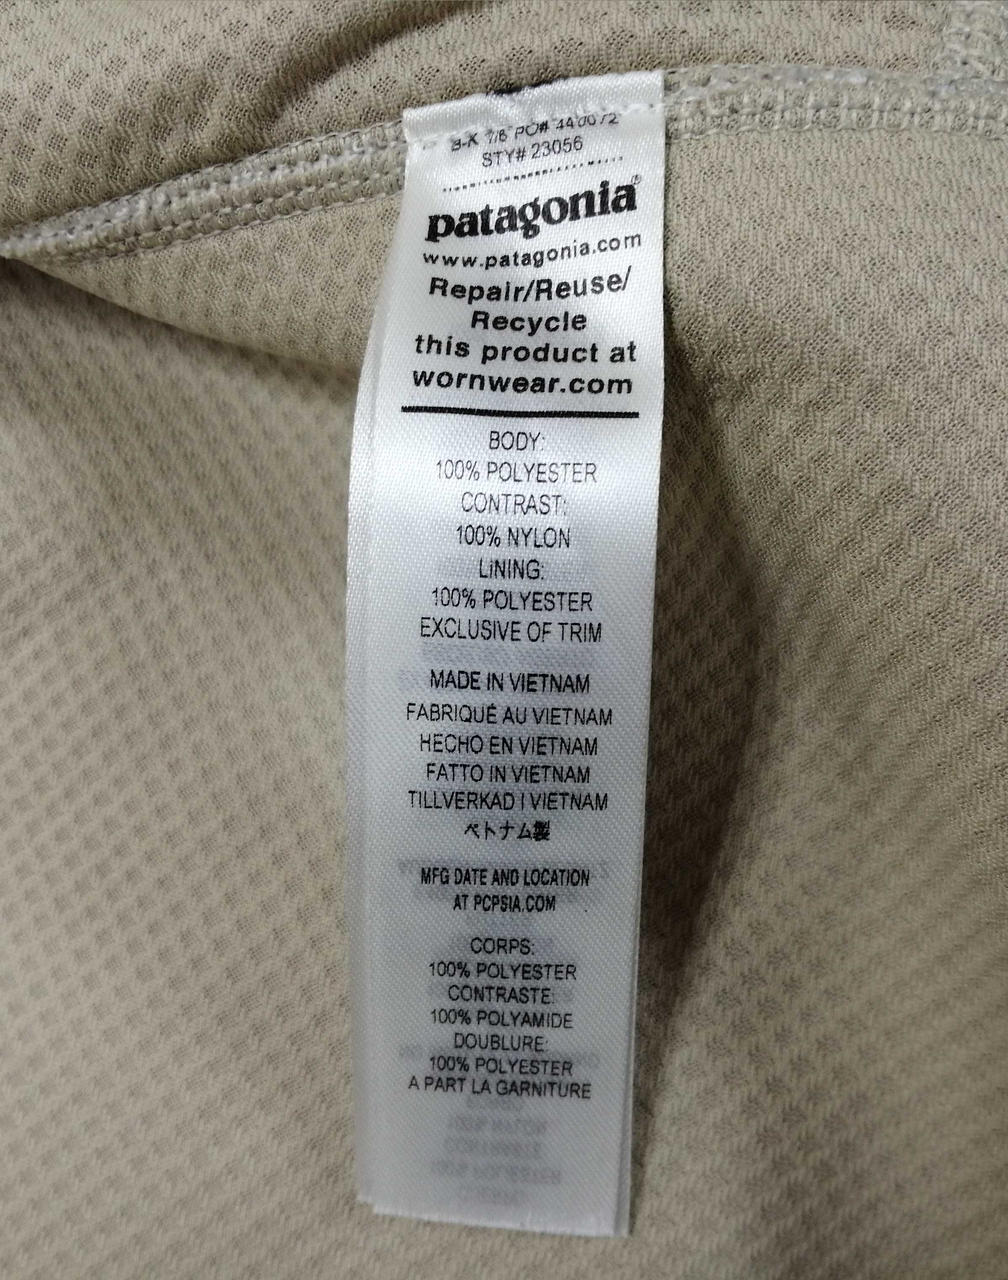 STY# 23056
patagonia®
www.patagonia.com
Repair/Reuse/
Recycle
this product at
wornwear.com
BODY:
100% POLYESTER
CONTRAST:
100% NYLON
LINING:
100% POLYESTER
EXCLUSIVE OF TRIM
MADE IN VIETNAM
FABRIQUÉ AU VIETNAM
HECHO EN VIETNAM
FATTO IN VIETNAM
TILLVERKAD I VIETNAM
ベトナム製
MFG DATE AND LOCATION
AT PCPSIA.COM
CORPS:
100% POLYESTER
CONTRASTE:
100% POLYAMIDE
DOUBLURE:
100% POLYESTER
A PART LA GARNITURE